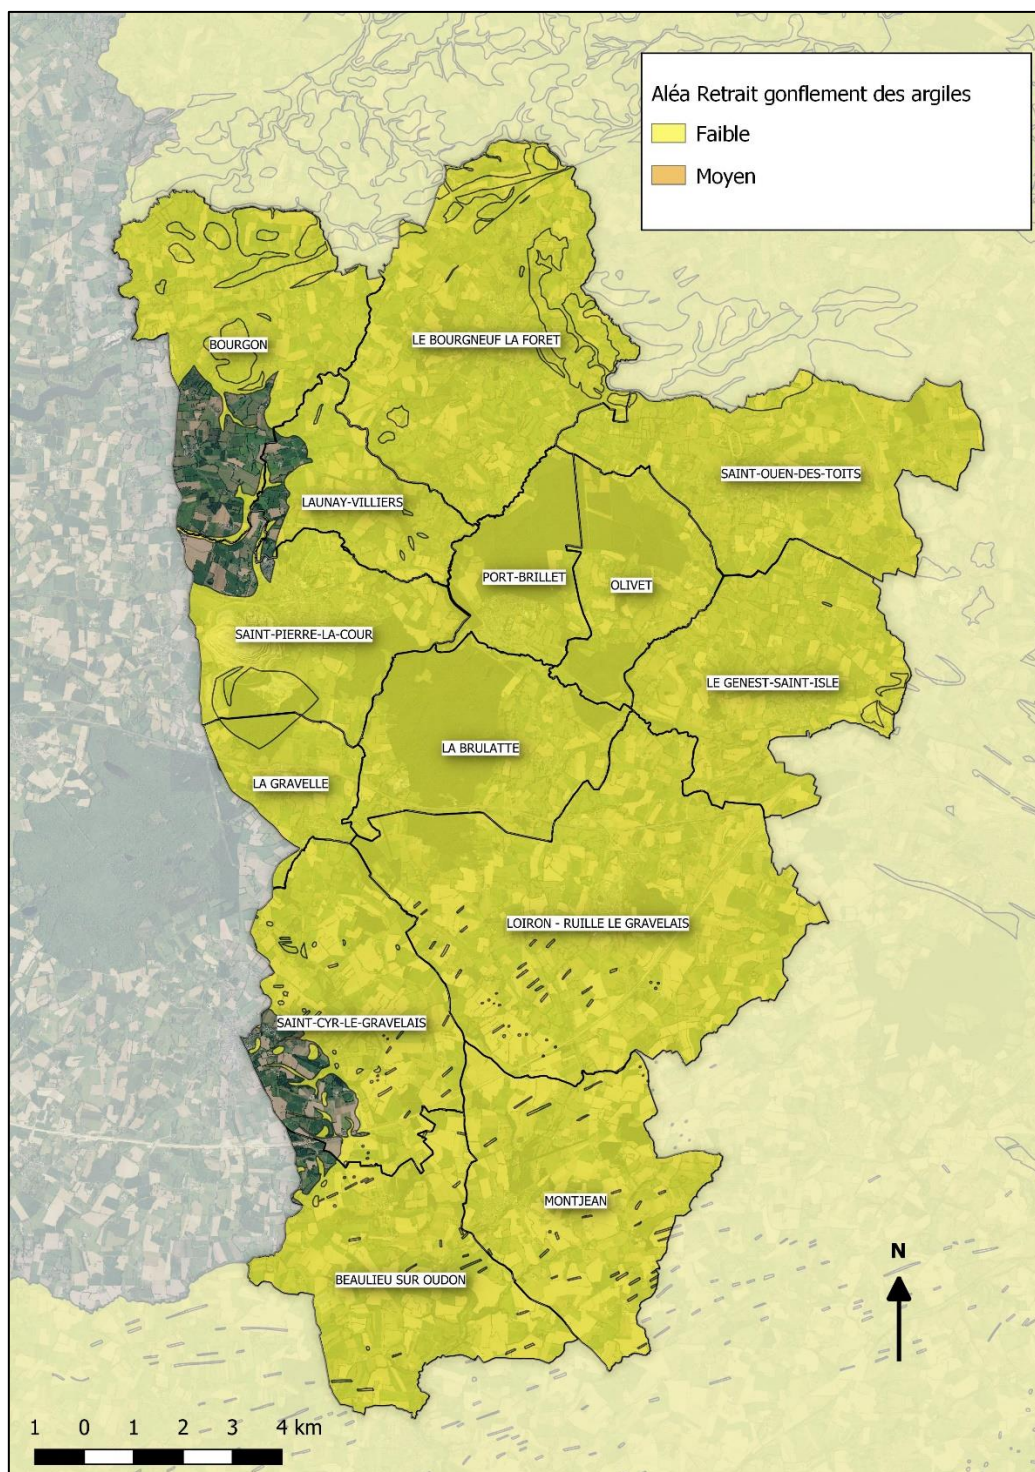 Aléa Retrait gonflement des argiles
Faible
Moyen
BOURGON
LE BOURGNEUF LA FORET
SAINT-OUEN-DES-TOITS
LAUNAY-VILLIERS
PORT-BRILLET
OLIVET
SAINT-PIERRE-LA-COUR
LE GENEST-SAINT-ISLE
LA BRULATTE
LA GRAVELLE
LOIRON - RUILLE LE GRAVELAIS
SAINT-CYR-LE-GRAVELAIS
MONTJEAN
BEAULIEU SUR OUDON
N
1 0 1 2 3 4 km